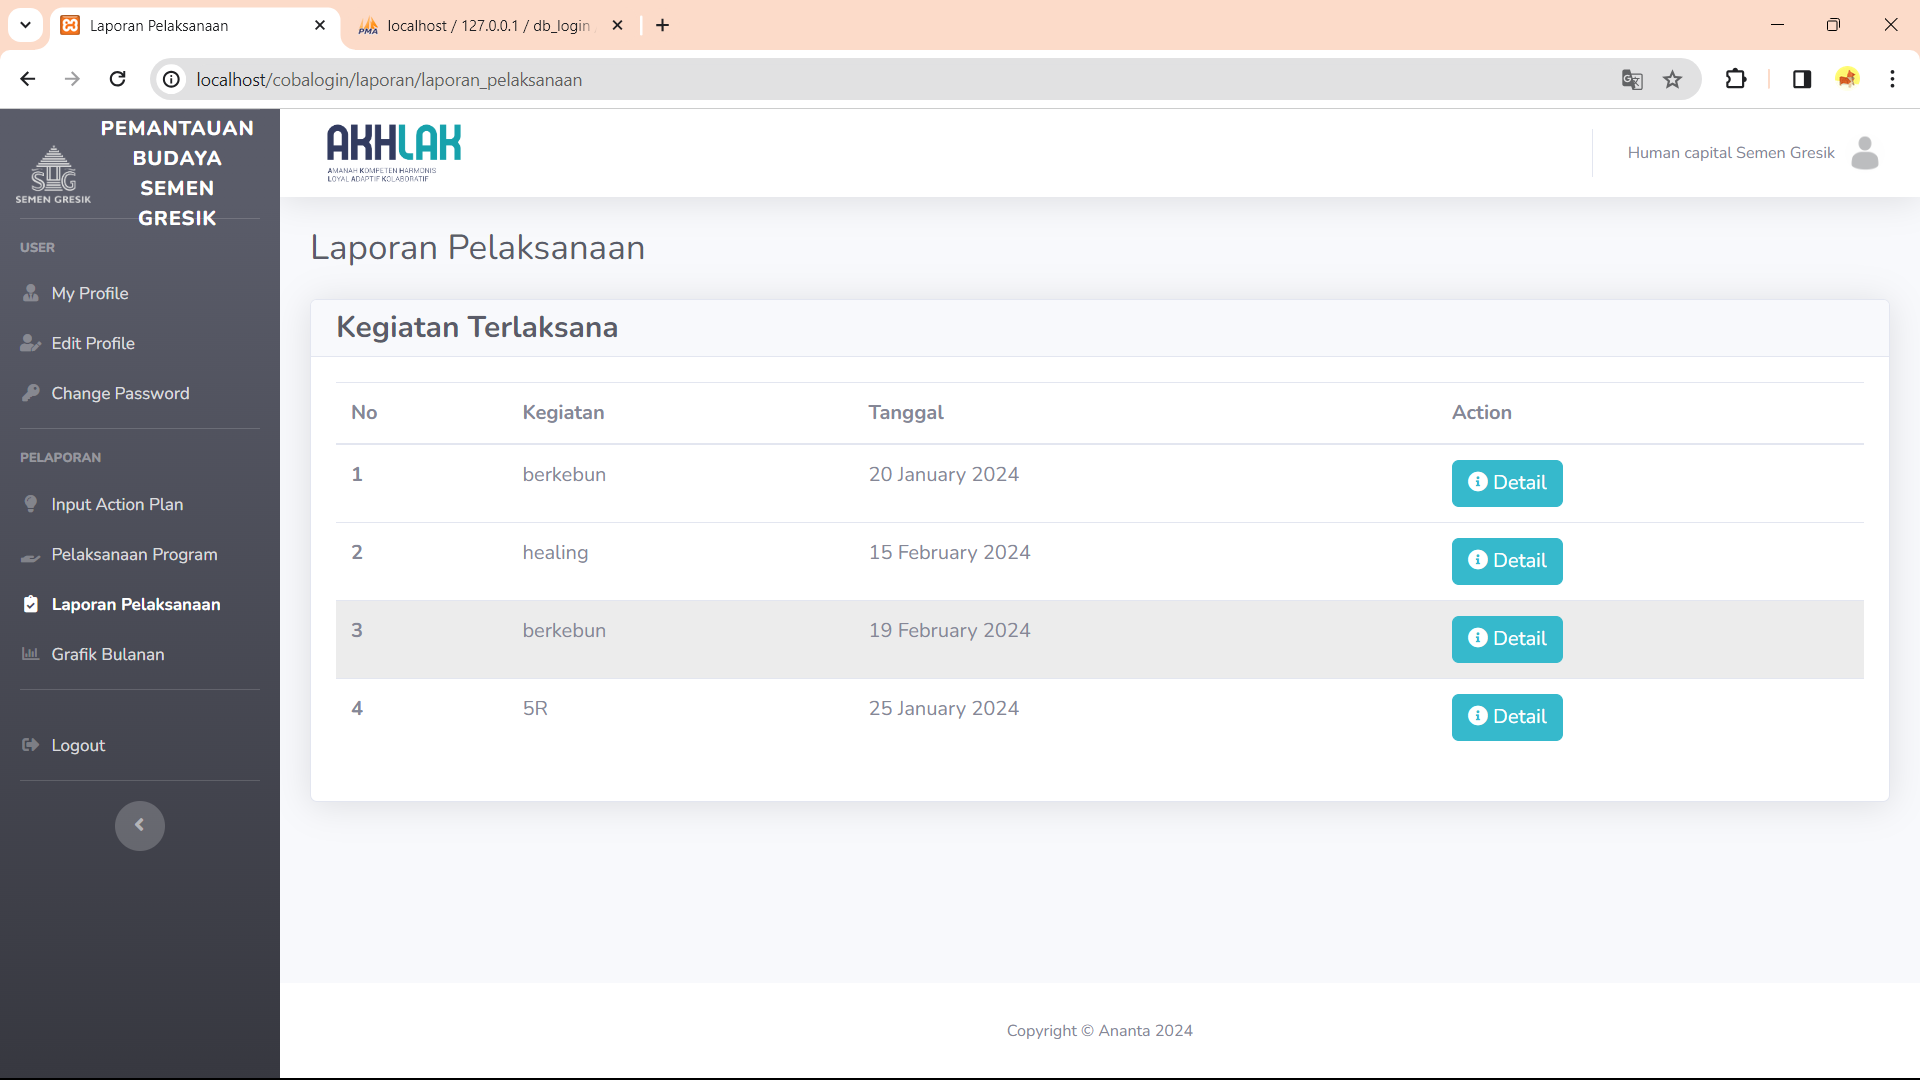 Laporan Pelaksanaan
localhost / 127.0.0.1 / db_login
localhost/cobalogin/laporan/laporan_pelaksanaan
SEMEN GRESIK
PEMANTAUAN
BUDAYA
SEMEN
GRESIK
USER
My Profile
Edit Profile
Change Password
PELAPORAN
Input Action Plan
Pelaksanaan Program
Laporan Pelaksanaan
Grafik Bulanan
Logout
AKHLAK
AMANAH KOMPETEN HARMONIS
LOYAL ADAPTIF KOLABORATIF
Human capital Semen Gresik
Laporan Pelaksanaan
Kegiatan Terlaksana
No Kegiatan Tanggal Action
1 berkebun 20 January 2024 Detail
2 healing 15 February 2024 Detail
3 berkebun 19 February 2024 Detail
4 5R 25 January 2024 Detail
Copyright © Ananta 2024